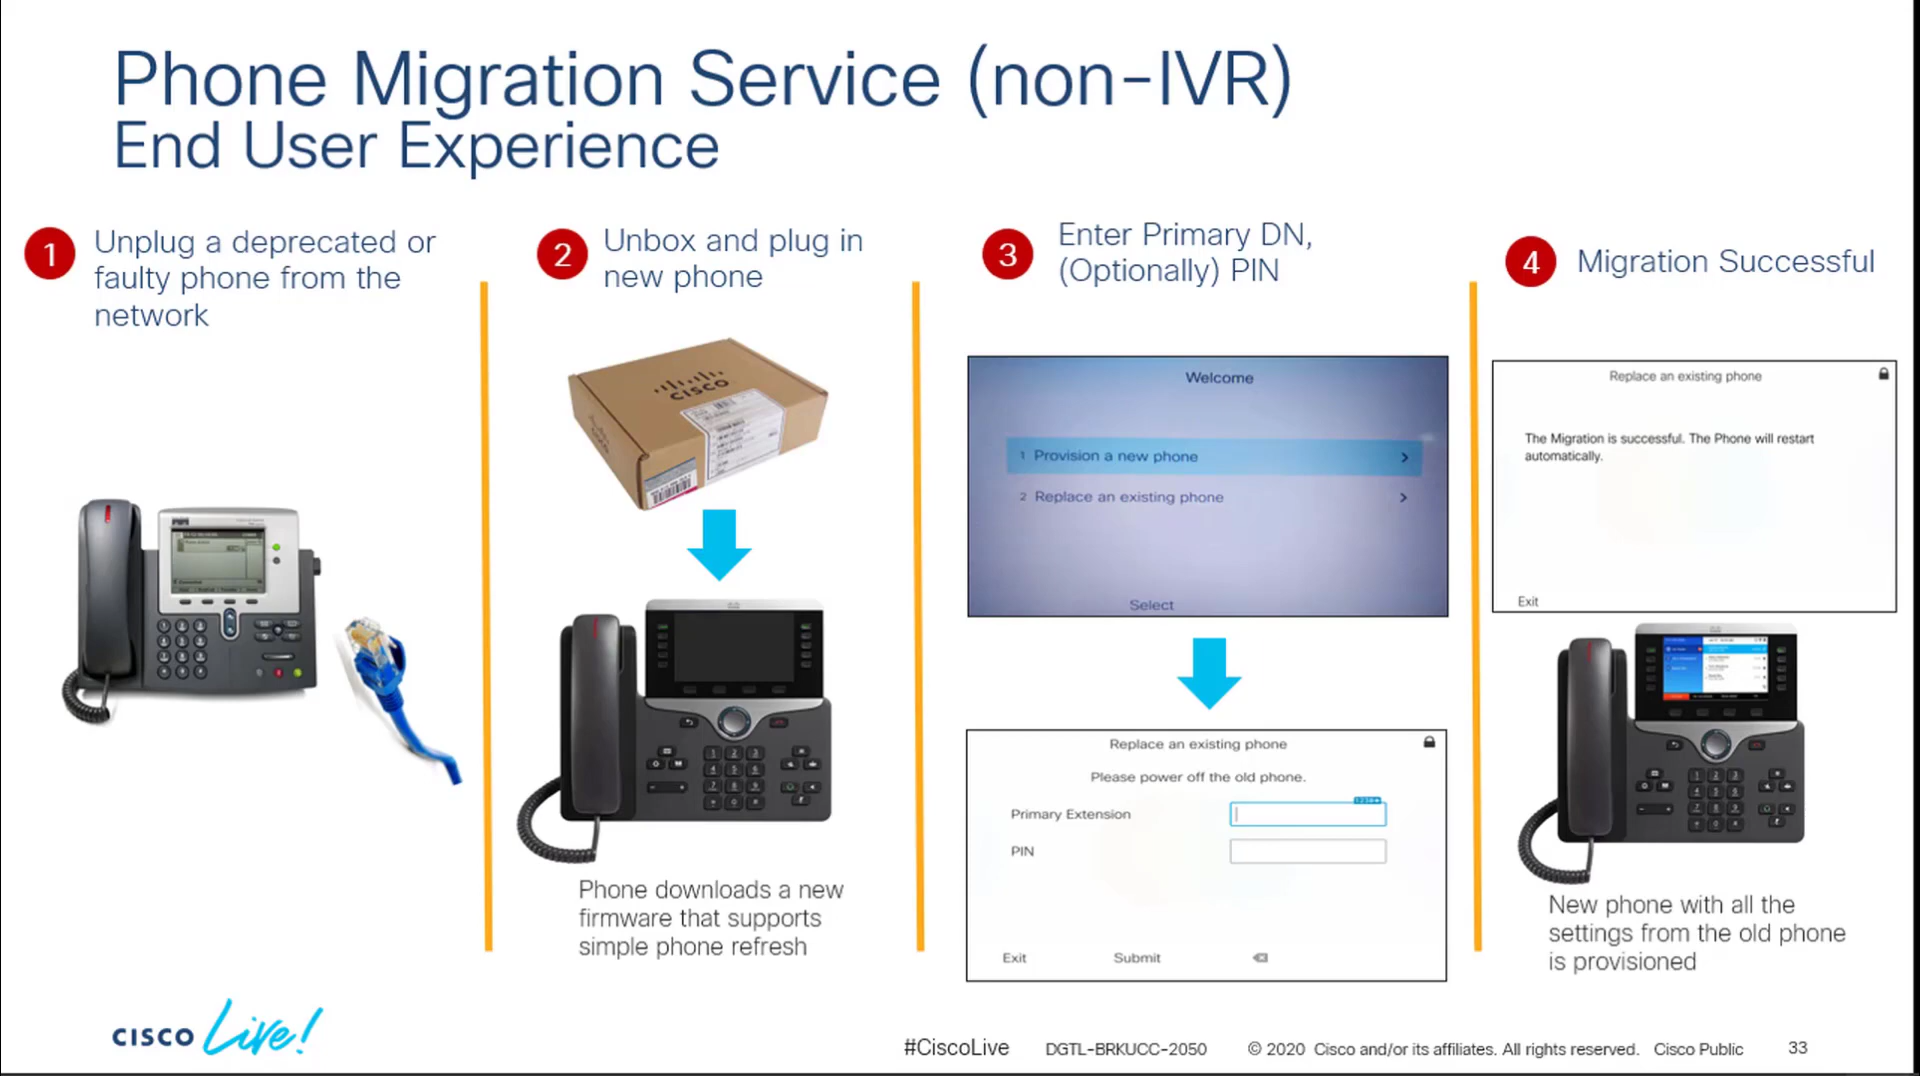 Phone Migration Service (non-IVR)
End User Experience
1
Unplug a deprecated or
faulty phone from the
network
2
Unbox and plug in
new phone
CISCO
Phone downloads a new
firmware that supports
simple phone refresh
3
Enter Primary DN,
(Optionally) PIN
Welcome
1 Provision a new phone
2 Replace an existing phone
Select
Replace an existing phone
Please power off the old phone.
Primary Extension
PIN
Exit Submit
4
Migration Successful
Replace an existing phone
The Migration is successful. The Phone will restart
automatically.
Exit
New phone with all the
settings from the old phone
is provisioned
CISCO Live!
#CiscoLive DGTL-BRKUCC-2050 © 2020 Cisco and/or its affiliates. All rights reserved. Cisco Public 33